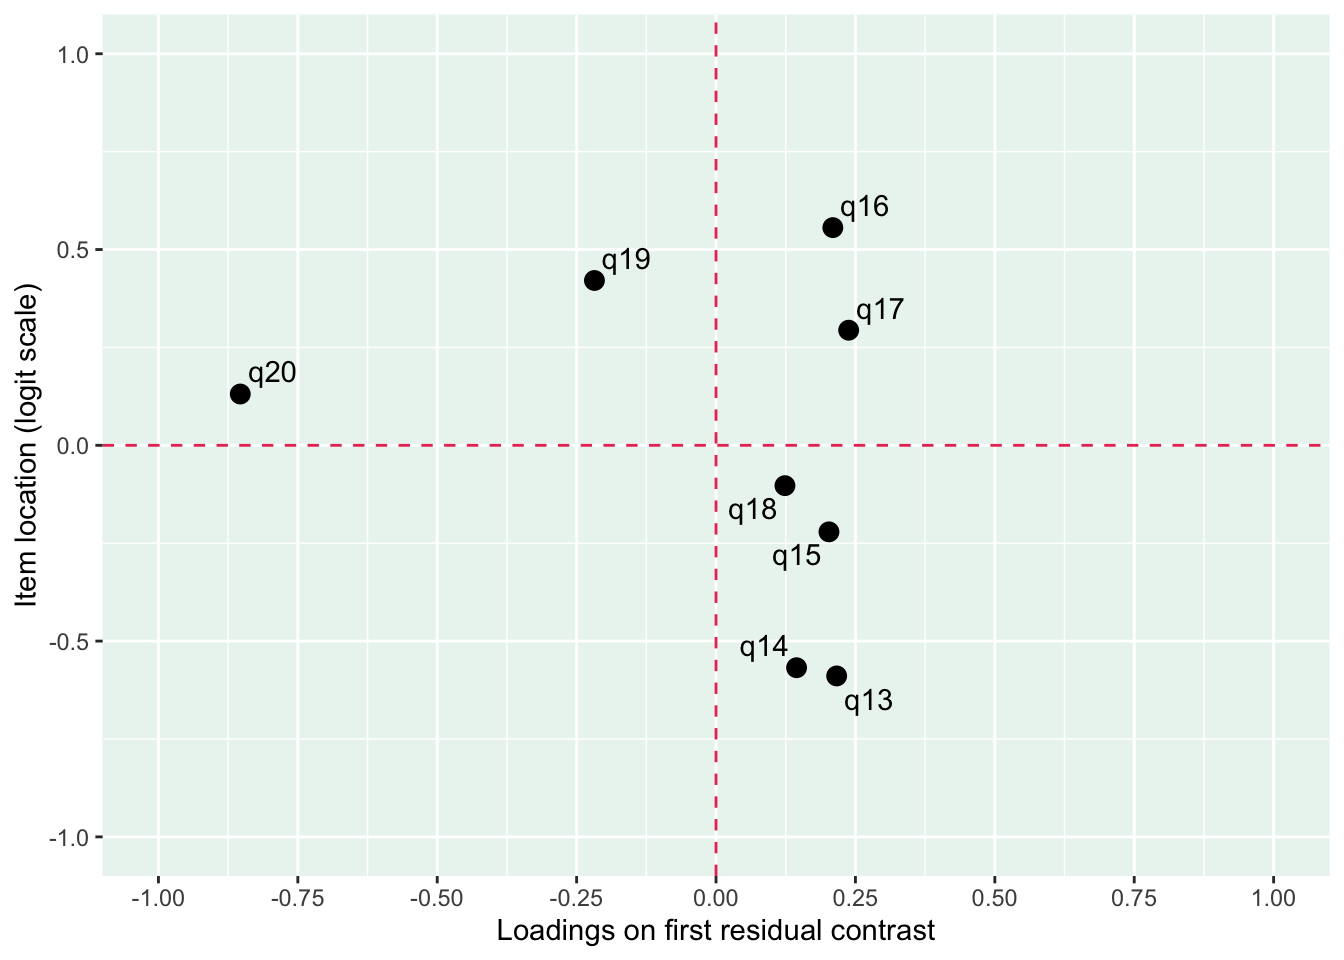 1.0
q16
q19
0.5
q17
q20
0.0
q18
q15
q14
-0.5
q13
-1.0
Item location (logit scale)
-1.00 -0.75 -0.50 -0.25 0.00 0.25 0.50 0.75 1.00
Loadings on first residual contrast